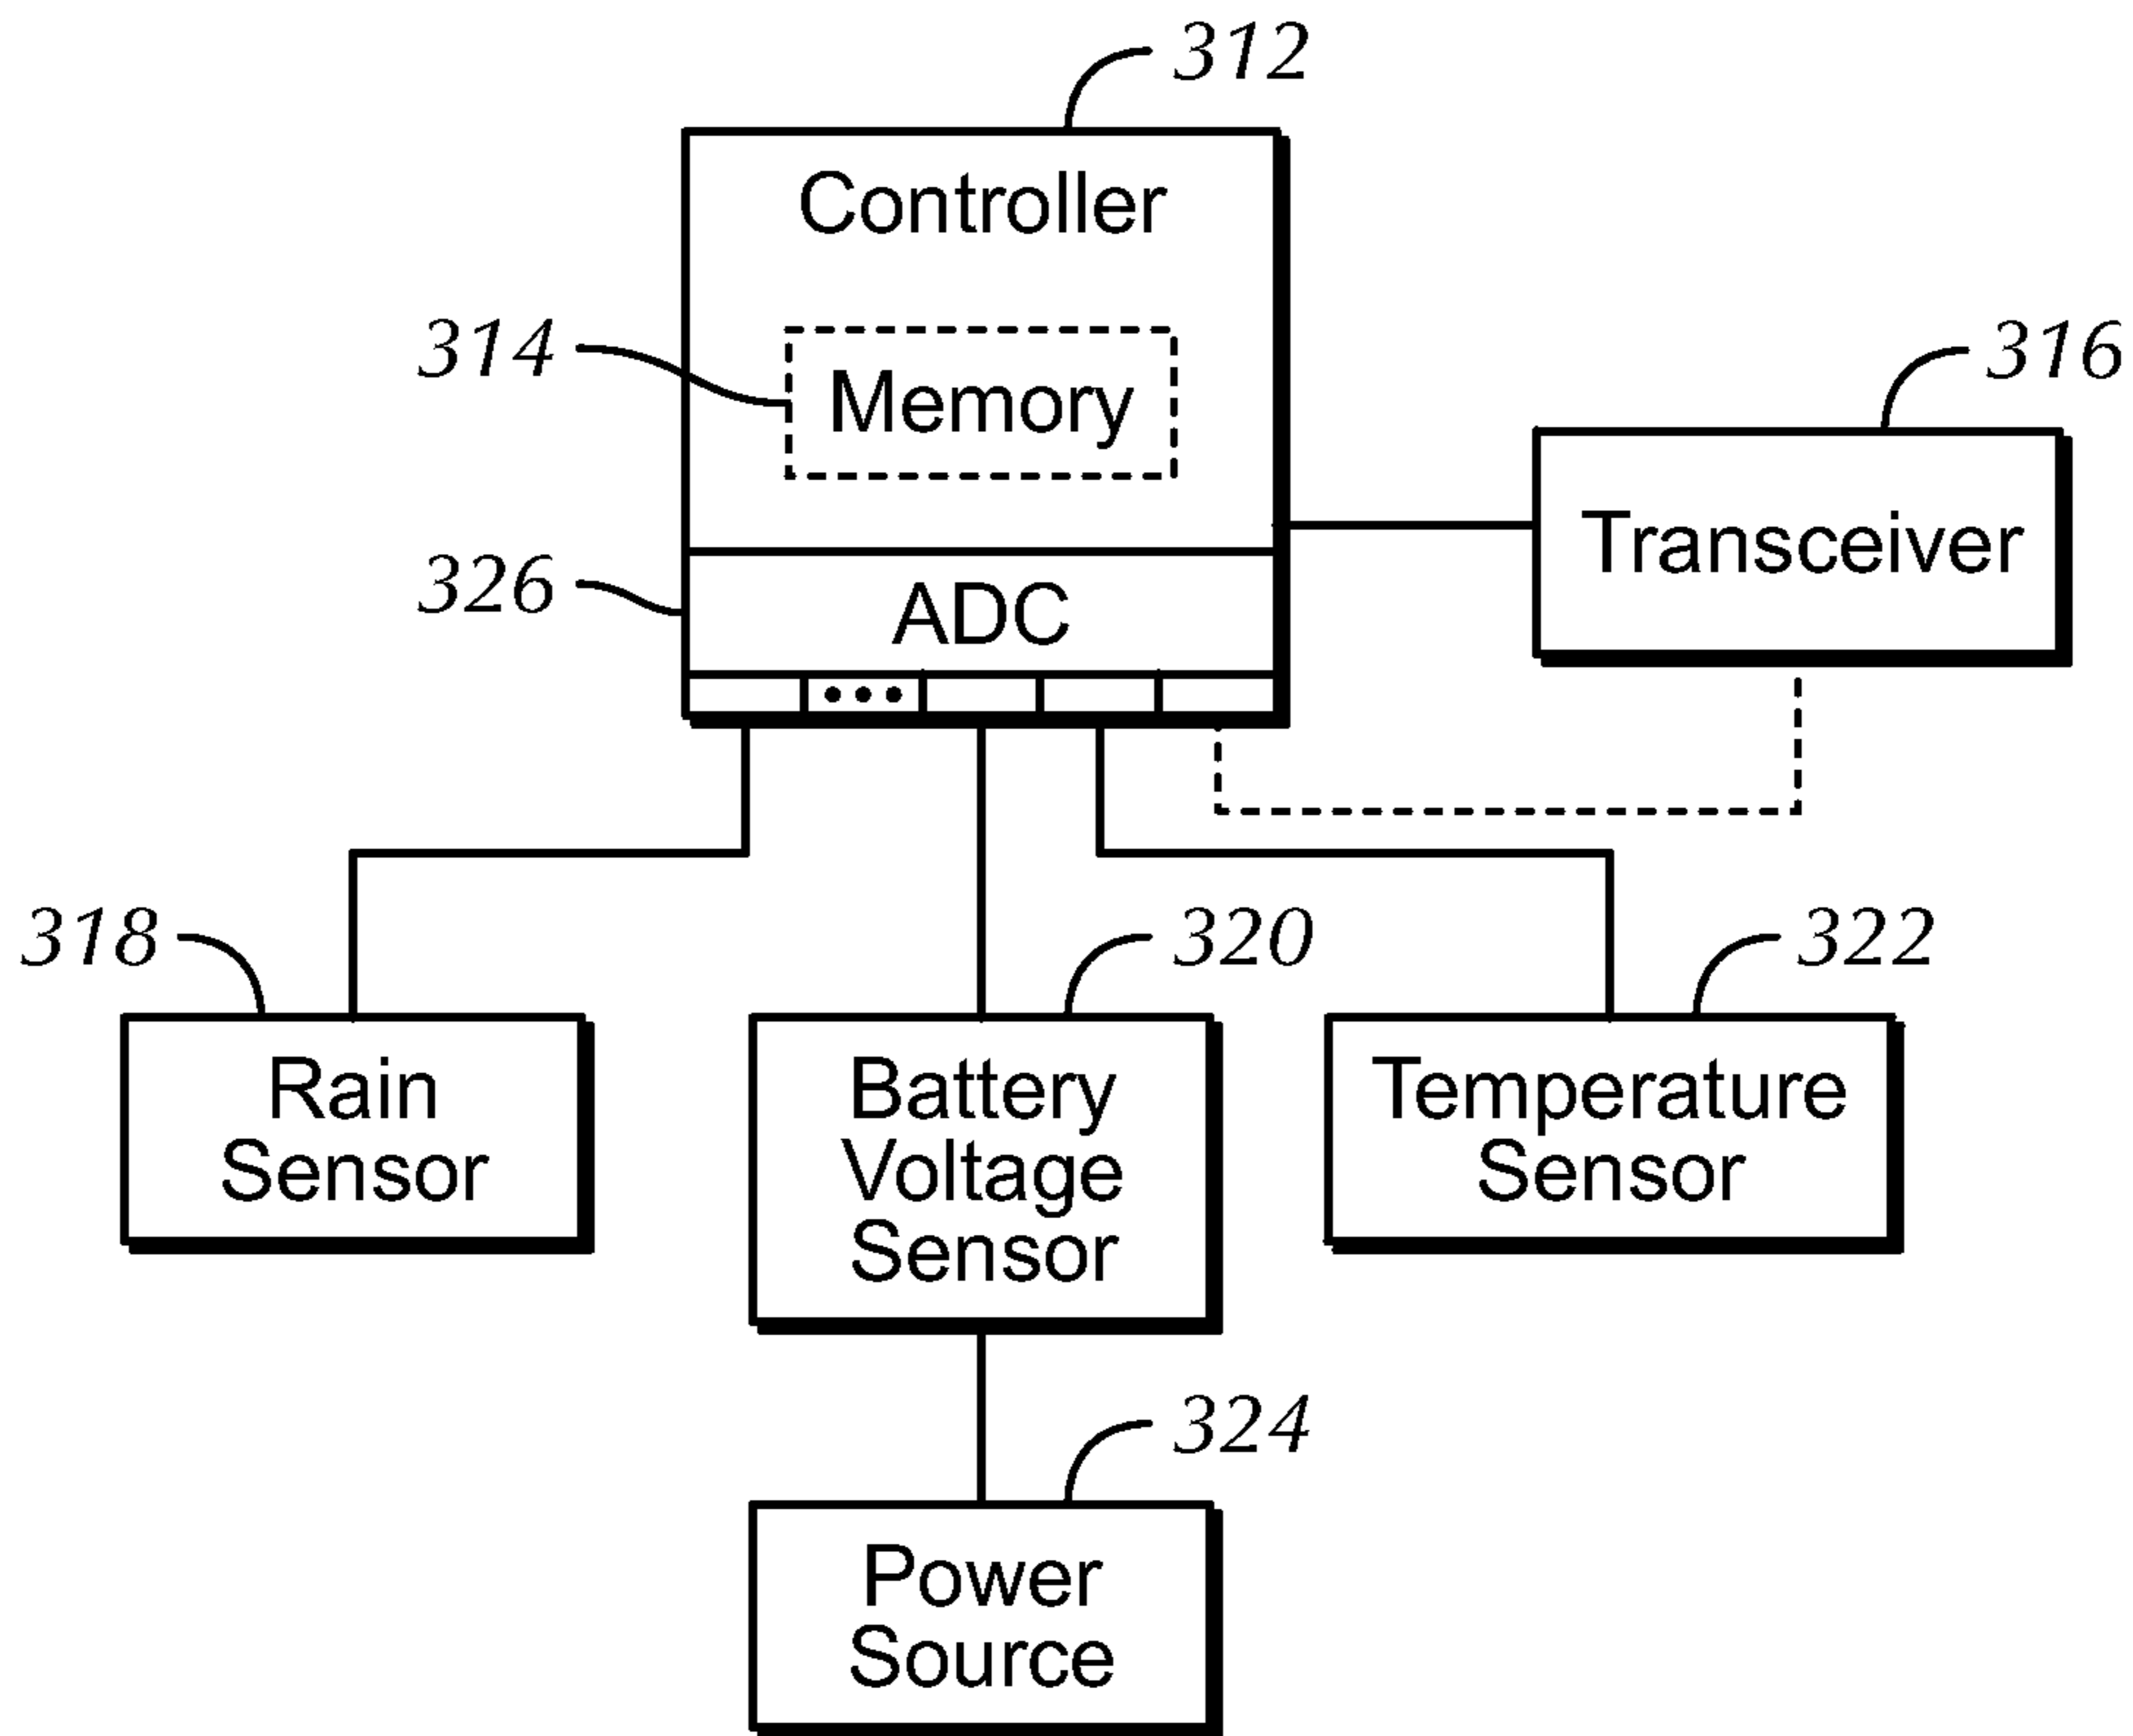 312
Controller
314
Memory
316
Transceiver
326
ADC
318
320
322
Rain
Sensor
Battery
Voltage
Sensor
Temperature
Sensor
324
Power
Source